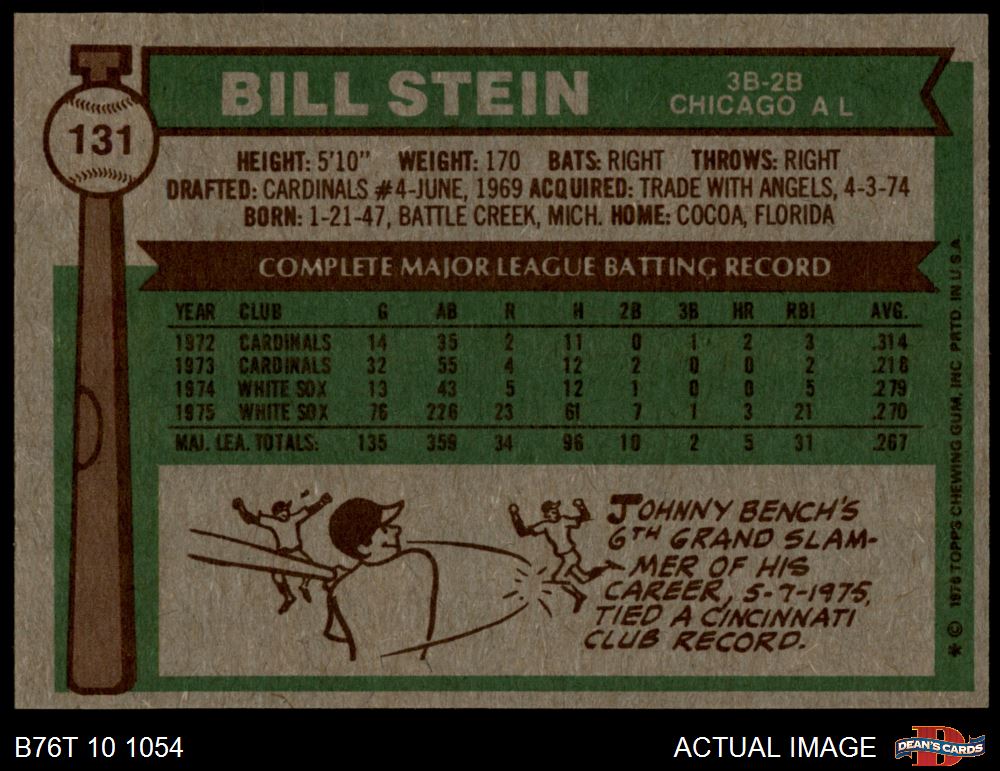 131
BILL STEIN
3B-2B
CHICAGO A L
HEIGHT: 5'10" WEIGHT: 170 BATS: RIGHT THROWS: RIGHT
DRAFTED: CARDINALS #4-JUNE, 1969 ACQUIRED: TRADE WITH ANGELS, 4-3-74
BORN: 1-21-47, BATTLE CREEK, MICH. HOME: COCOA, FLORIDA
COMPLETE MAJOR LEAGUE BATTING RECORD
YEAR CLUB G AB R H 2B 3B HR RBI AVG.
1972 CARDINALS 14 35 2 11 0 1 2 3 .314
1973 CARDINALS 32 55 4 12 2 0 0 2 .218
1974 WHITE SOX 13 43 5 12 1 0 0 5 .279
1975 WHITE SOX 76 226 23 61 7 1 3 21 .270
MAJ. LEA. TOTALS: 135 359 34 96 10 2 5 31 .267
JOHNNY BENCH'S
6TH GRAND SLAM-
MER OF HIS
CAREER, 5-7-1975,
TIED A CINCINNATI
CLUB RECORD.
* © 1976 TOPPS CHEWING GUM, INC. PRTD. IN U.S.A.
B76T 10 1054
ACTUAL IMAGE
D
DEAN'S CARDS